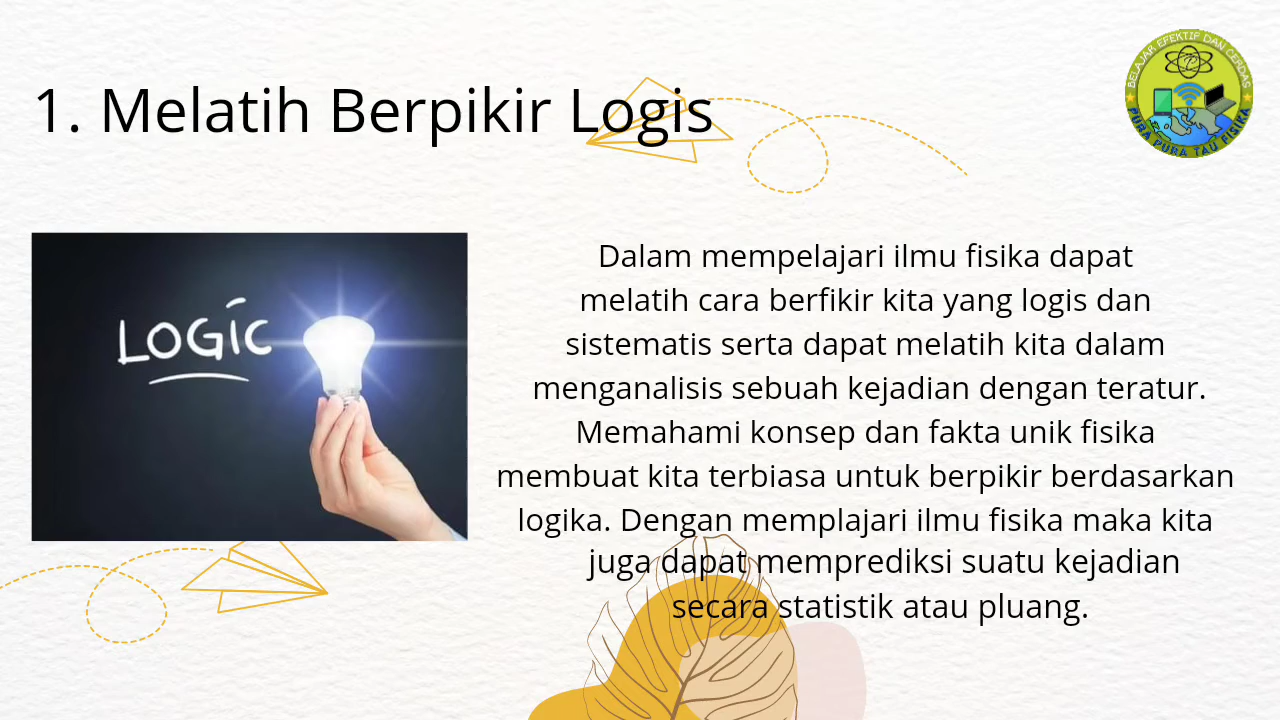 1. Melatih Berpikir Logis
BELAJAR EFEKTIF DAN CERDAS
PURA PURA TAU FISIKA
LOGIC
Dalam mempelajari ilmu fisika dapat
melatih cara berfikir kita yang logis dan
sistematis serta dapat melatih kita dalam
menganalisis sebuah kejadian dengan teratur.
Memahami konsep dan fakta unik fisika
membuat kita terbiasa untuk berpikir berdasarkan
logika. Dengan memplajari ilmu fisika maka kita
juga dapat memprediksi suatu kejadian
secara statistik atau pluang.